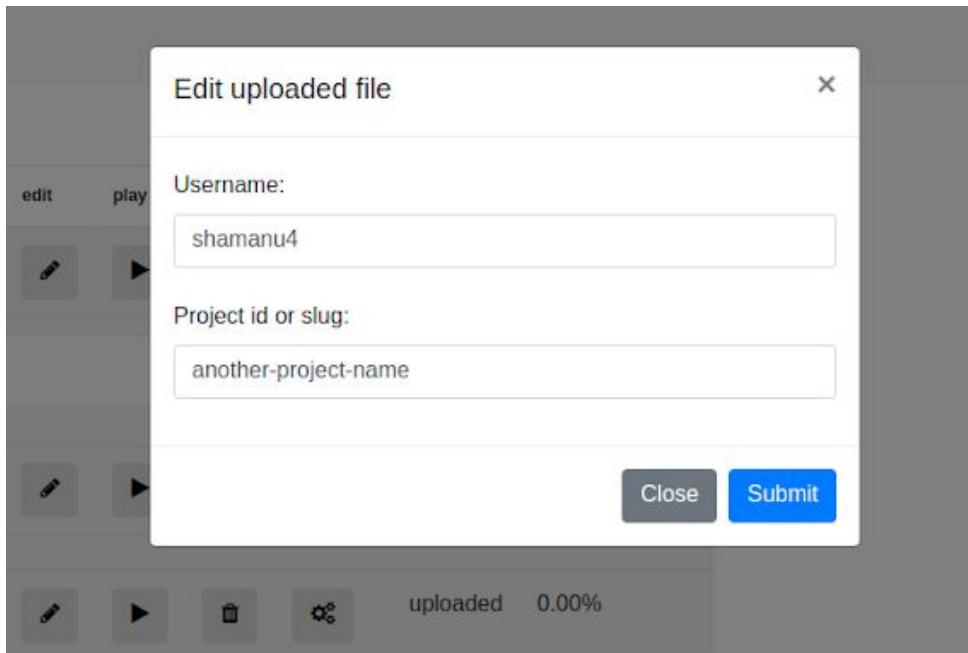 Edit uploaded file ×
Username:
edit play
shamanu4
Project id or slug:
another-project-name
Close Submit
uploaded 0.00%